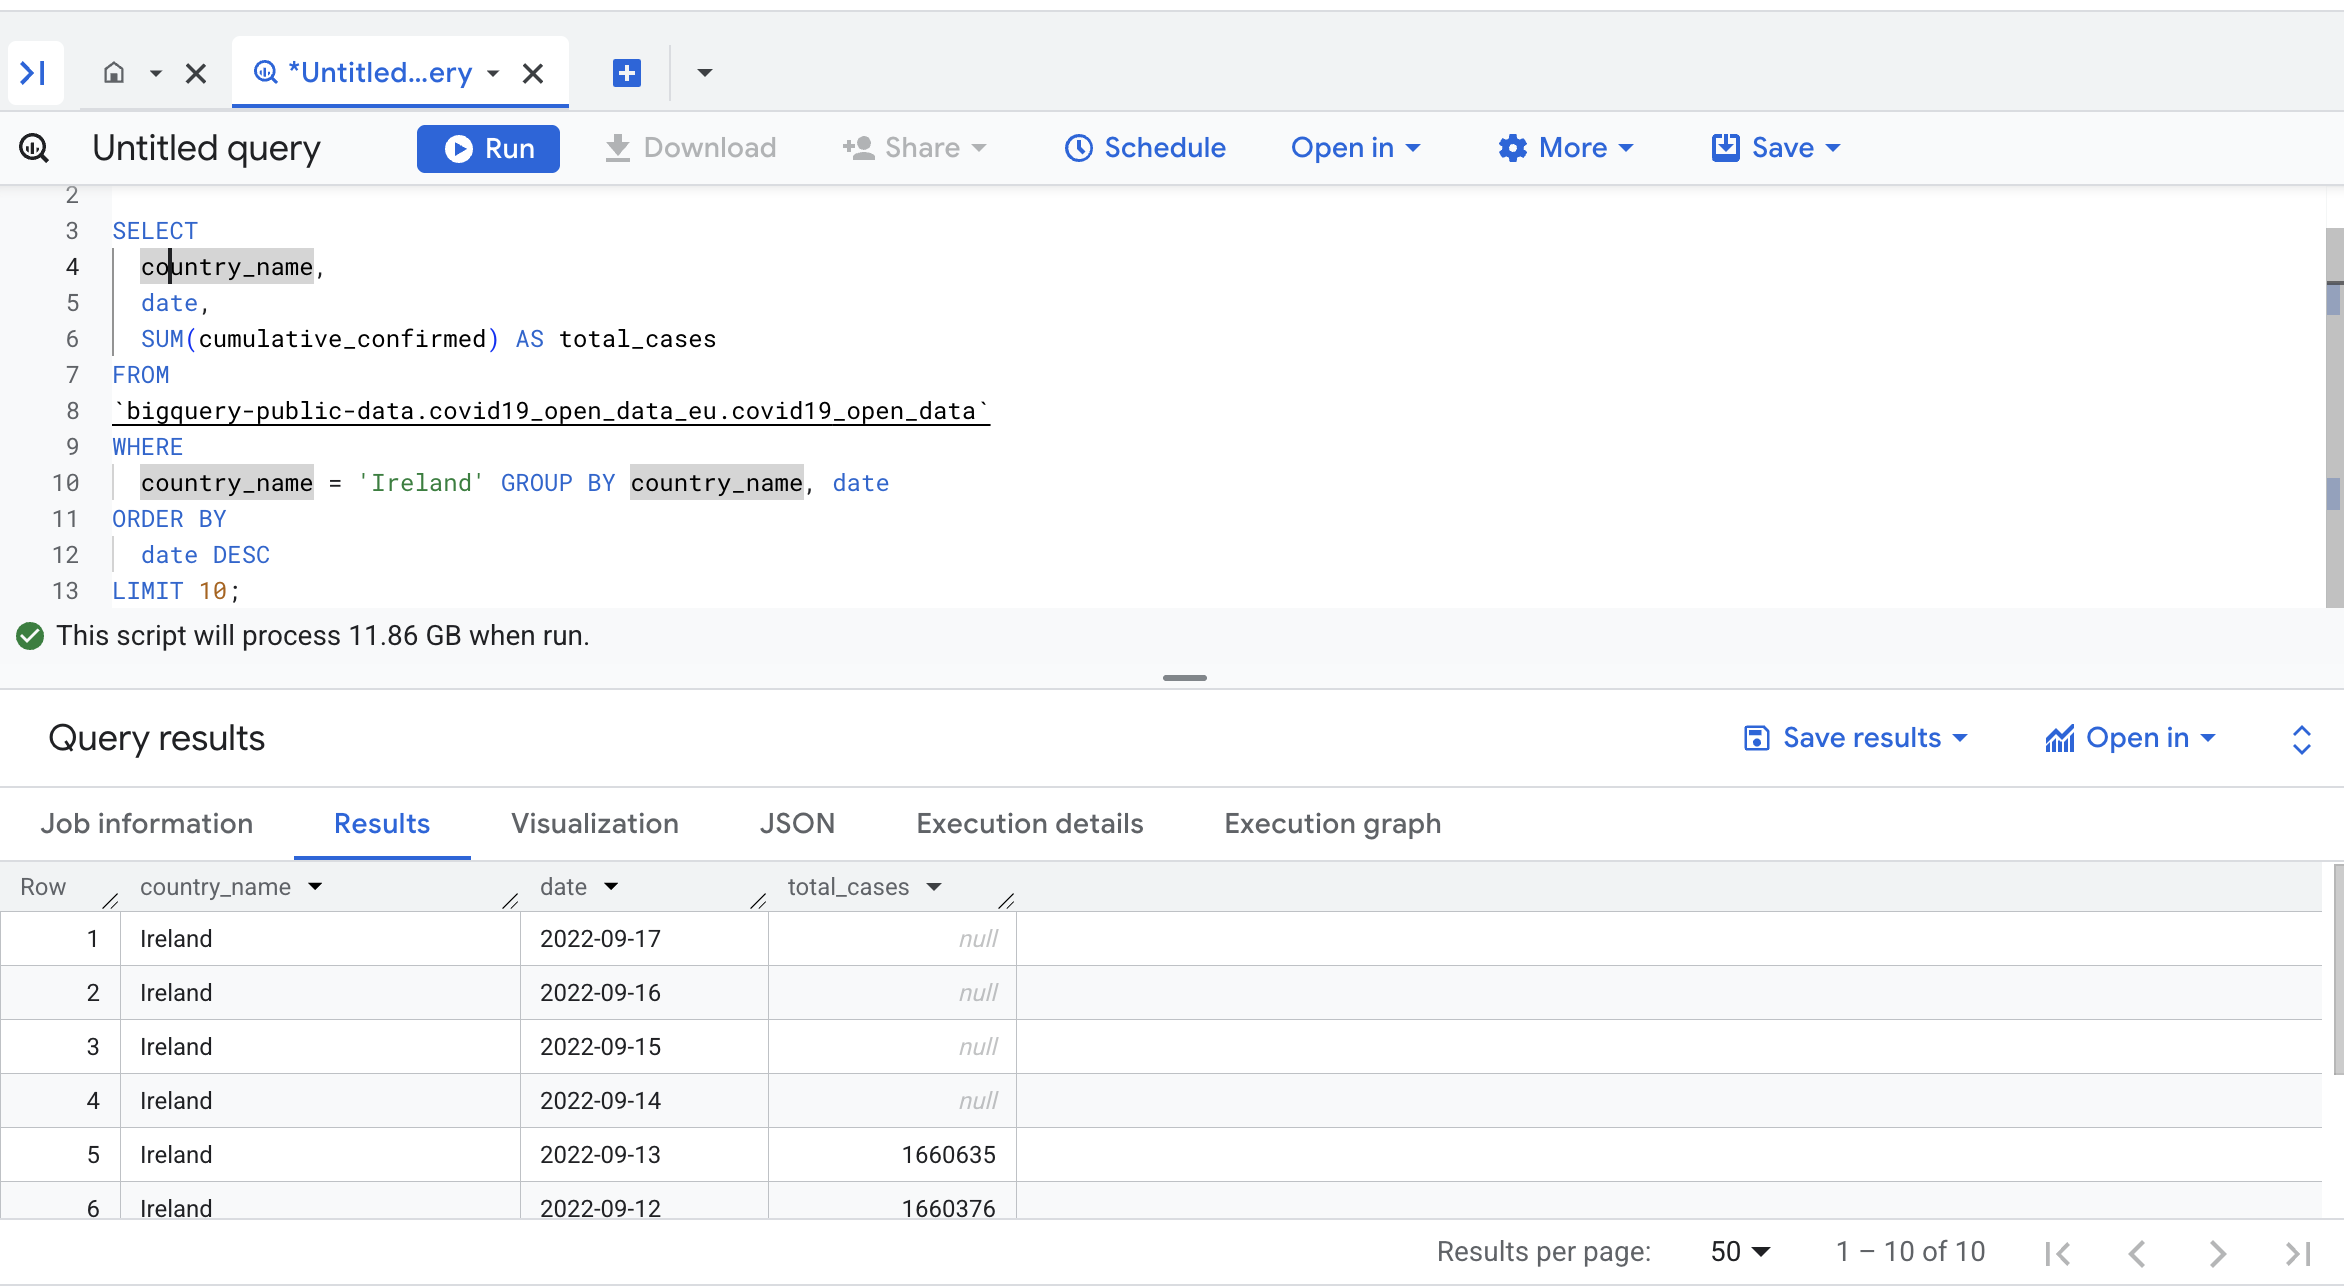 *Untitled...ery
Untitled query Run Download Share Schedule Open in More Save
2
3 SELECT
4 country_name,
5 date,
6 SUM(cumulative_confirmed) AS total_cases
7 FROM
8 `bigquery-public-data.covid19_open_data_eu.covid19_open_data`
9 WHERE
10 country_name = 'Ireland' GROUP BY country_name, date
11 ORDER BY
12 date DESC
13 LIMIT 10;
This script will process 11.86 GB when run.
Query results Save results Open in
Job information Results Visualization JSON Execution details Execution graph
Row country_name date total_cases
1 Ireland 2022-09-17 null
2 Ireland 2022-09-16 null
3 Ireland 2022-09-15 null
4 Ireland 2022-09-14 null
5 Ireland 2022-09-13 1660635
6 Ireland 2022-09-12 1660376
Results per page: 50 1 – 10 of 10